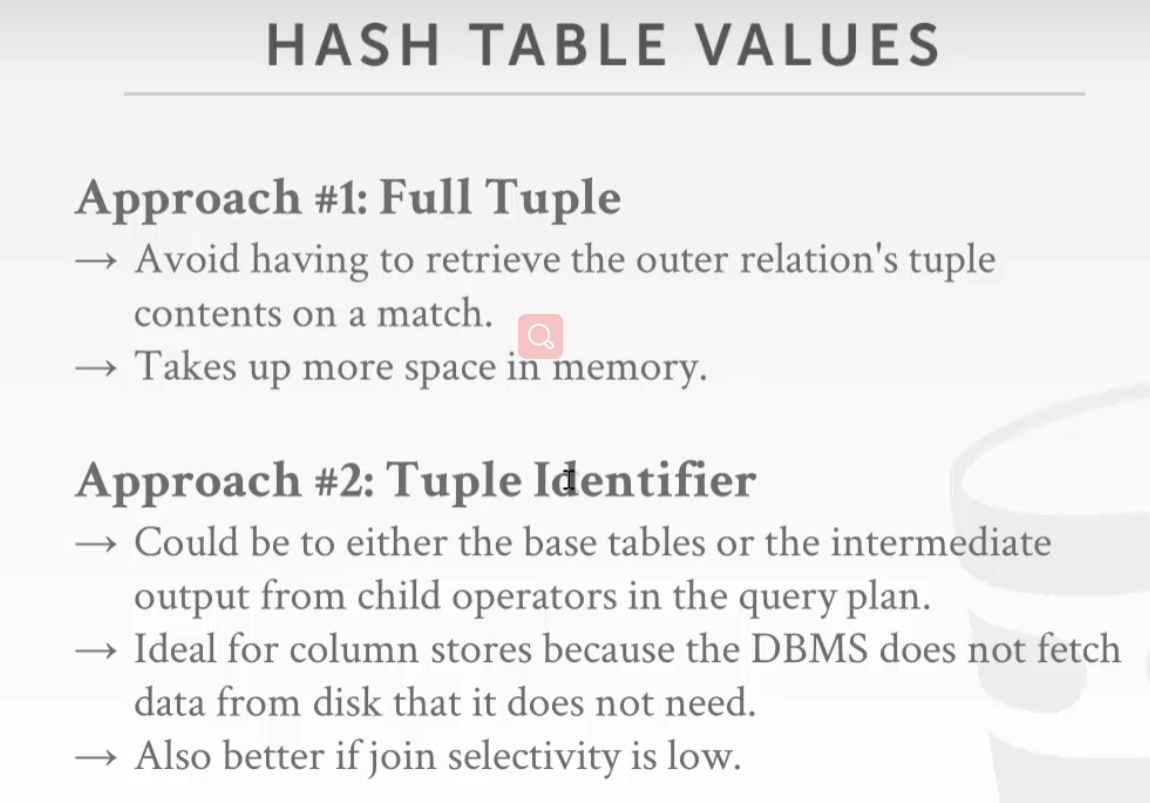 HASH TABLE VALUES
Approach #1: Full Tuple
→ Avoid having to retrieve the outer relation's tuple
contents on a match.
→ Takes up more space in memory.
Approach #2: Tuple Identifier
→ Could be to either the base tables or the intermediate
output from child operators in the query plan.
→ Ideal for column stores because the DBMS does not fetch
data from disk that it does not need.
→ Also better if join selectivity is low.